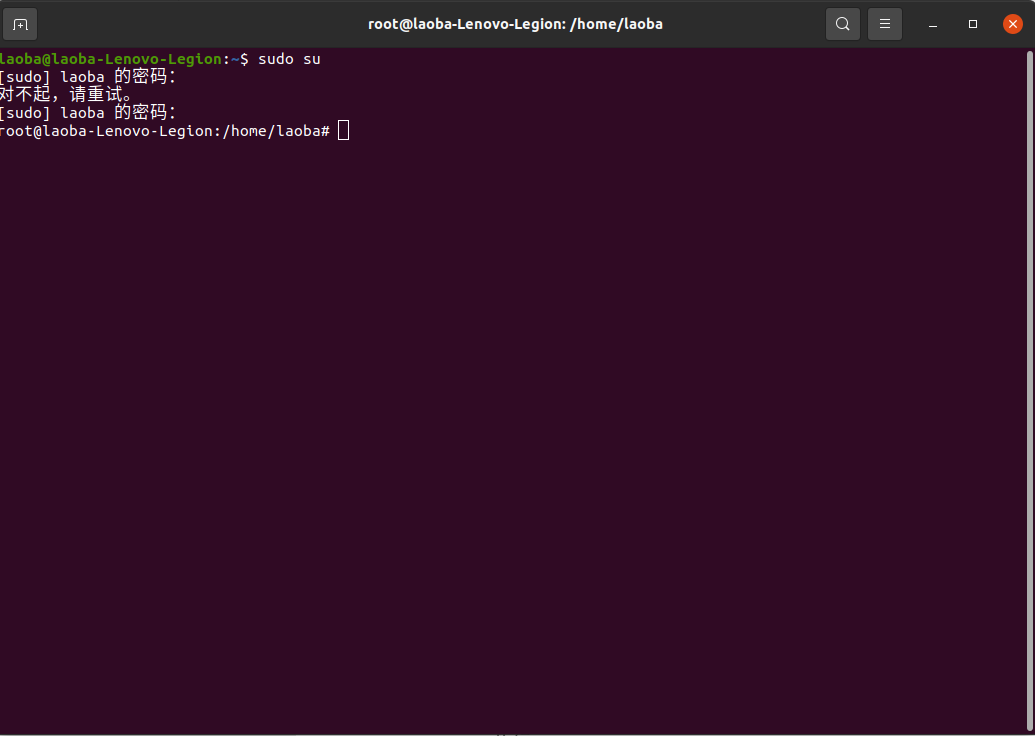 root@laoba-Lenovo-Legion: /home/laoba
laoba@laoba-Lenovo-Legion:~$ sudo su
[sudo] laoba 的密码：
对不起，请重试。
[sudo] laoba 的密码：
root@laoba-Lenovo-Legion:/home/laoba#